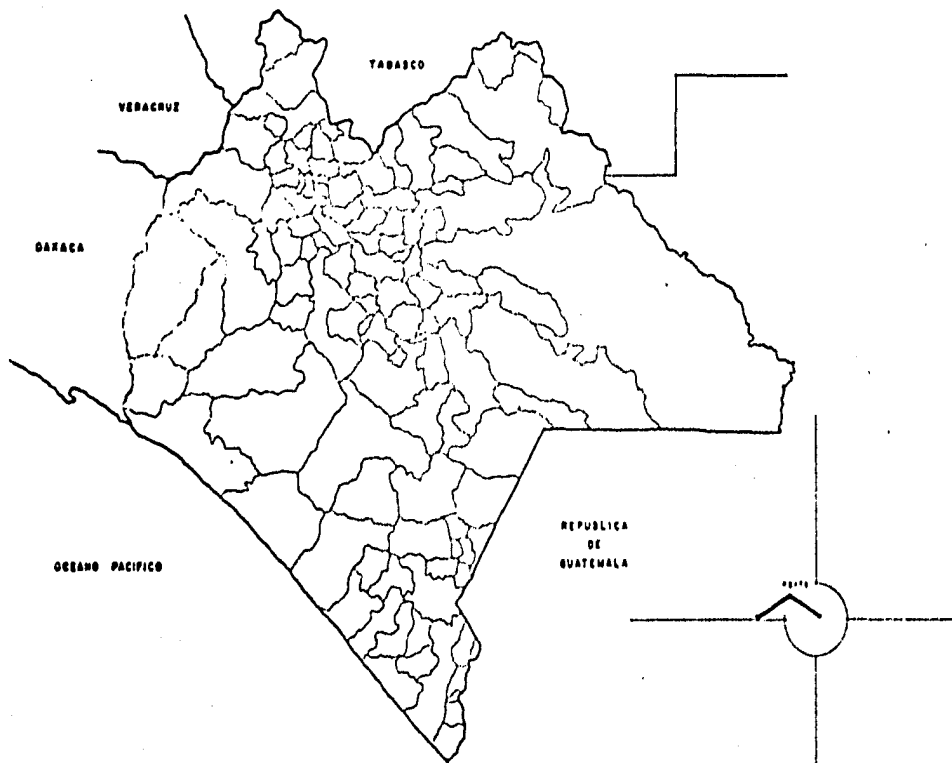 TABASCO
VERACRUZ
OAXACA
REPUBLICA
DE
GUATEMALA
OCEANO PACIFICO